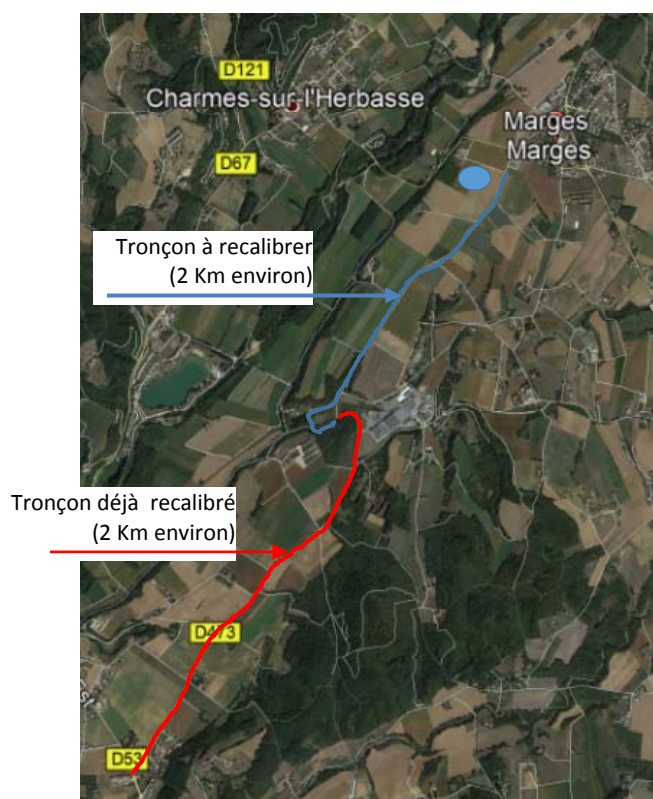 D121
Charmes-sur-l'Herbasse
Marges
Marges
D67
Tronçon à recalibrer
(2 Km environ)
Tronçon déjà recalibré
(2 Km environ)
D473
D53